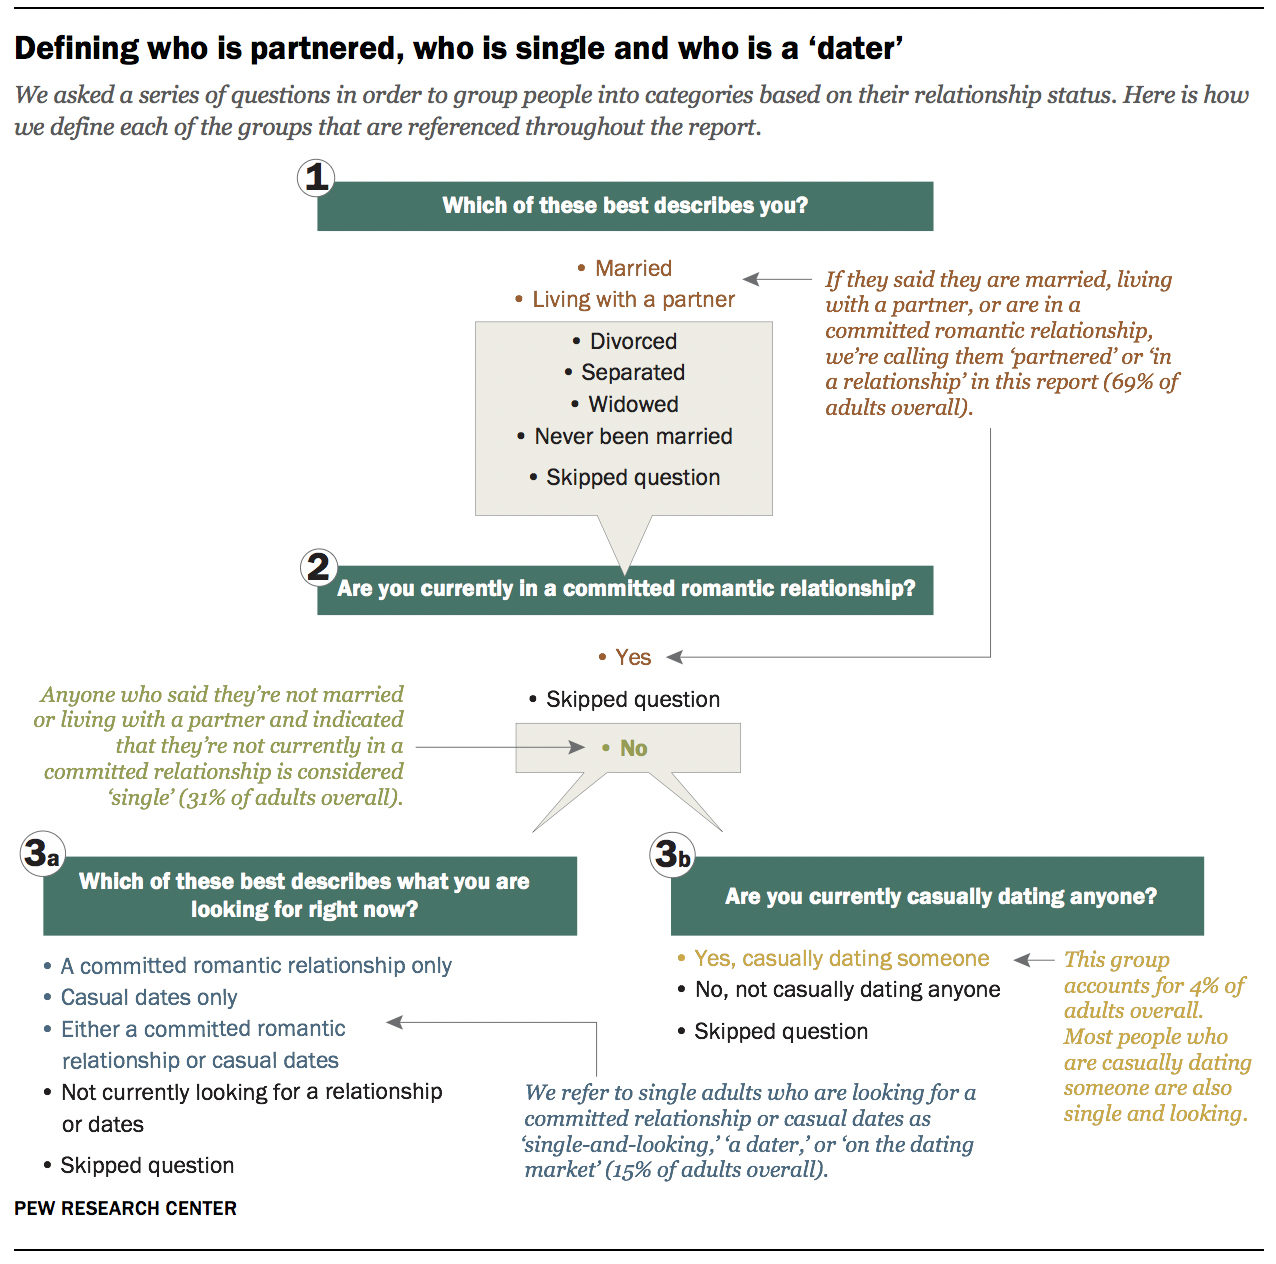 Defining who is partnered, who is single and who is a ‘dater’
We asked a series of questions in order to group people into categories based on their relationship status. Here is how
we define each of the groups that are referenced throughout the report.
1
Which of these best describes you?
• Married
• Living with a partner
• Divorced
• Separated
• Widowed
• Never been married
• Skipped question
If they said they are married, living
with a partner, or are in a
committed romantic relationship,
we’re calling them ‘partnered’ or ‘in
a relationship’ in this report (69% of
adults overall).
2
Are you currently in a committed romantic relationship?
• Yes
• Skipped question
• No
Anyone who said they’re not married
or living with a partner and indicated
that they’re not currently in a
committed relationship is considered
‘single’ (31% of adults overall).
3a
Which of these best describes what you are
looking for right now?
• A committed romantic relationship only
• Casual dates only
• Either a committed romantic
relationship or casual dates
• Not currently looking for a relationship
or dates
• Skipped question
We refer to single adults who are looking for a
committed relationship or casual dates as
‘single-and-looking,’ ‘a dater,’ or ‘on the dating
market’ (15% of adults overall).
3b
Are you currently casually dating anyone?
• Yes, casually dating someone
• No, not casually dating anyone
• Skipped question
This group
accounts for 4% of
adults overall.
Most people who
are casually dating
someone are also
single and looking.
PEW RESEARCH CENTER